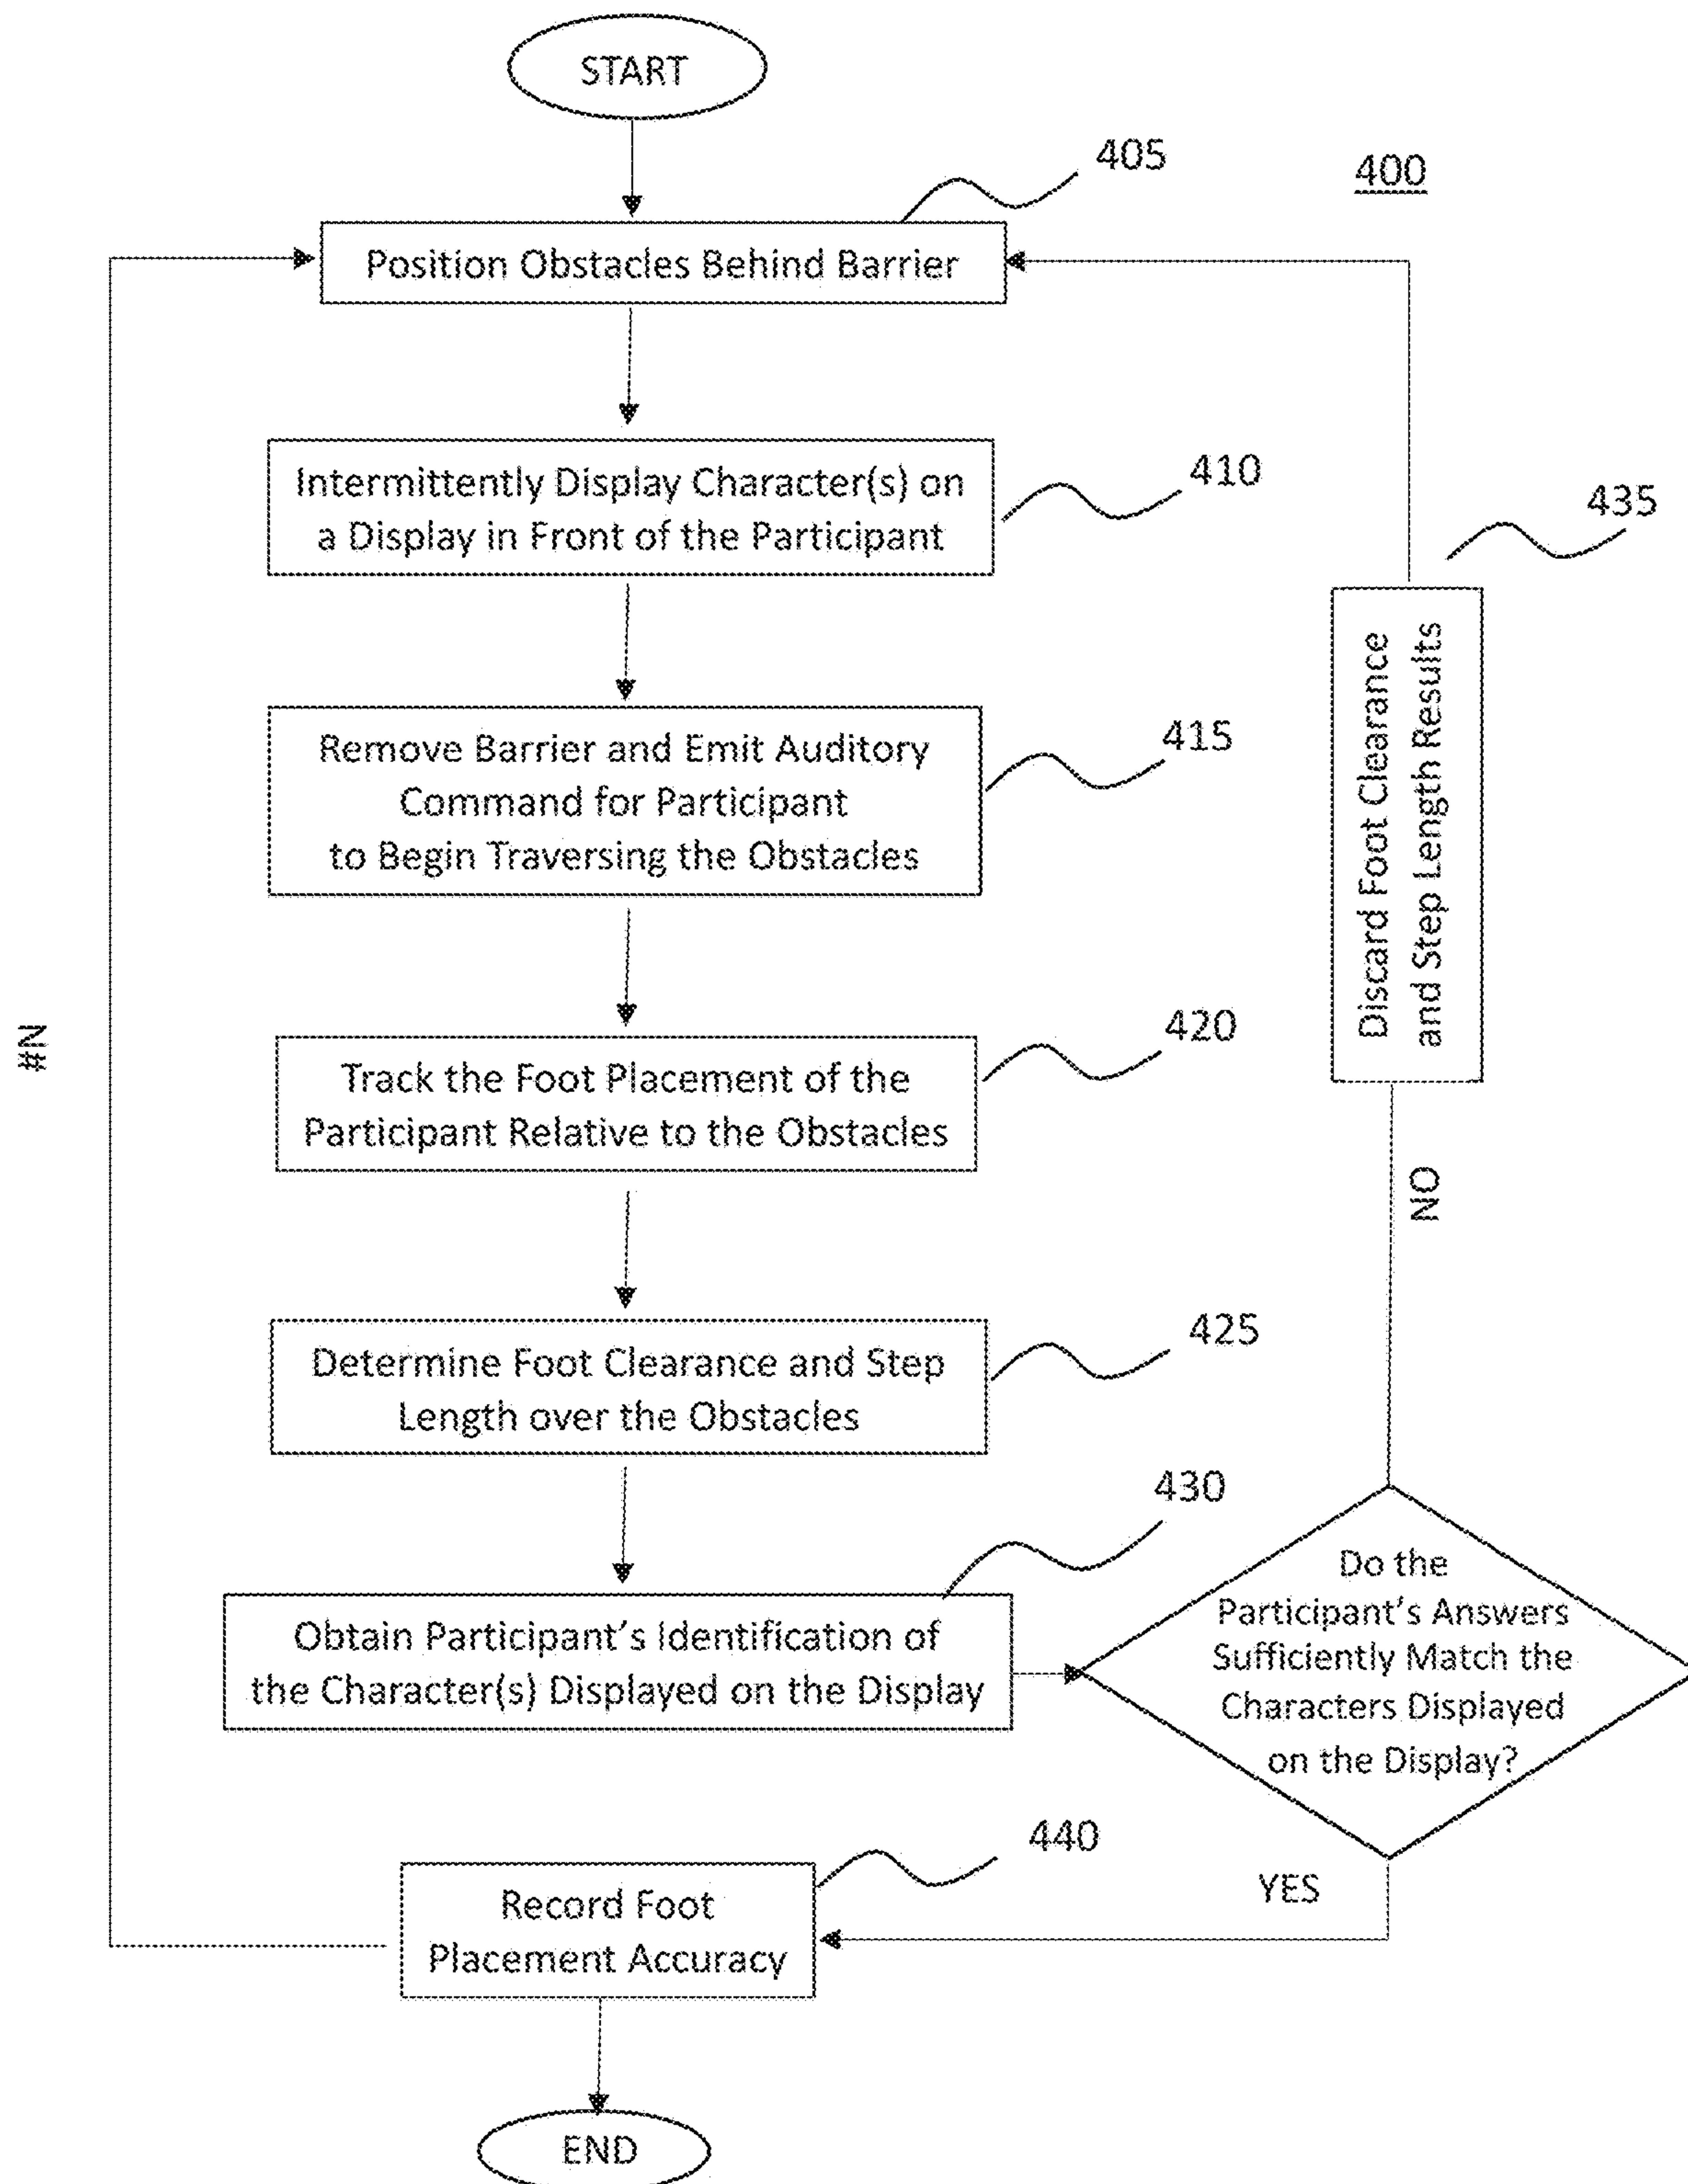 START
405
400
Position Obstacles Behind Barrier
Intermittently Display Character(s) on
a Display in Front of the Participant
410
435
Remove Barrier and Emit Auditory
Command for Participant
to Begin Traversing the Obstacles
415
Discard Foot Clearance
and Step Length Results
#N
Track the Foot Placement of the
Participant Relative to the Obstacles
420
NO
Determine Foot Clearance and Step
Length over the Obstacles
425
430
Obtain Participant's Identification of
the Character(s) Displayed on the Display
Do the
Participant's Answers
Sufficiently Match the
Characters Displayed
on the Display?
440
YES
Record Foot
Placement Accuracy
END